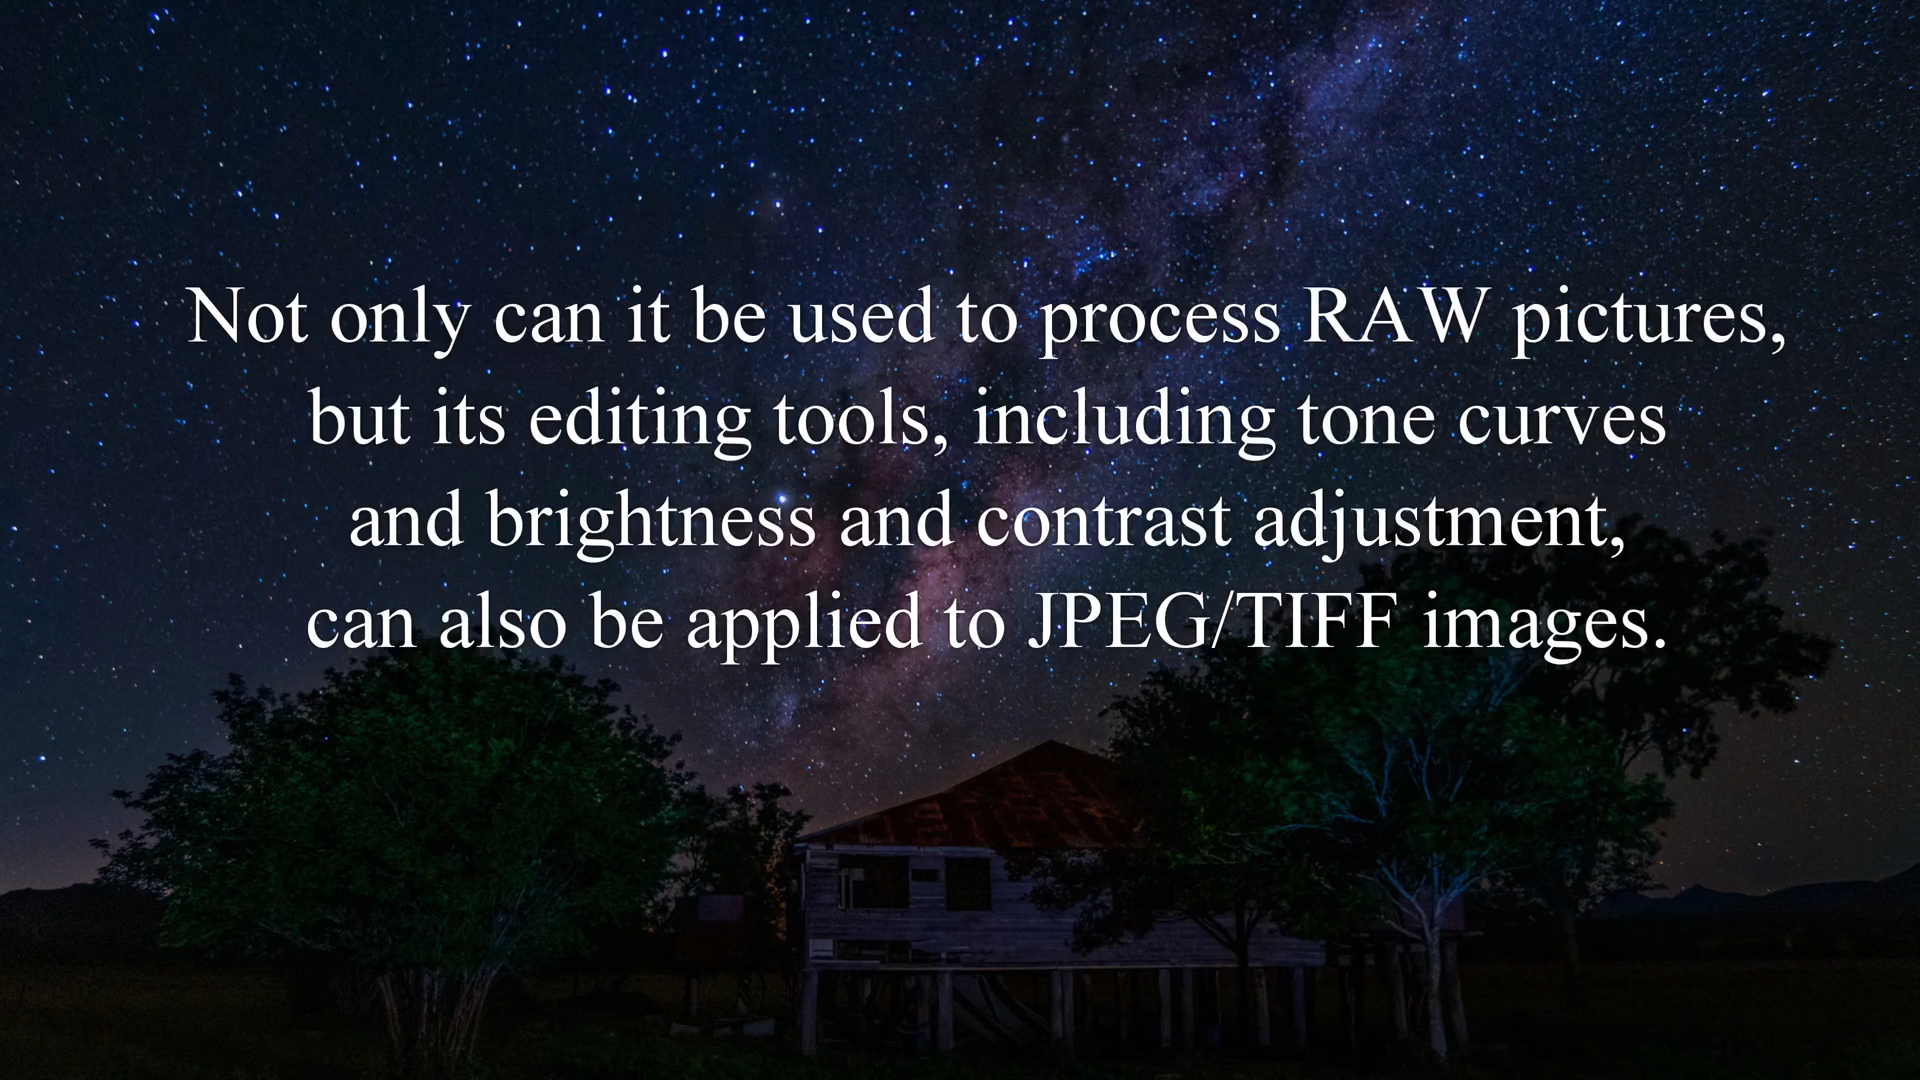 Not only can it be used to process RAW pictures,
but its editing tools, including tone curves
and brightness and contrast adjustment,
can also be applied to JPEG/TIFF images.